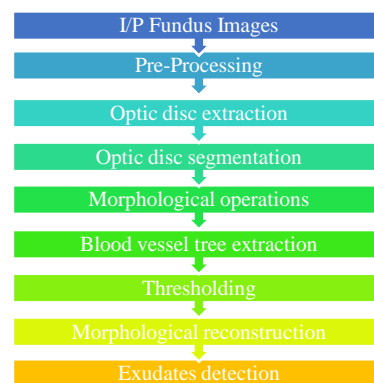 I/P Fundus Images
Pre-Processing
Optic disc extraction
Optic disc segmentation
Morphological operations
Blood vessel tree extraction
Thresholding
Morphological reconstruction
Exudates detection